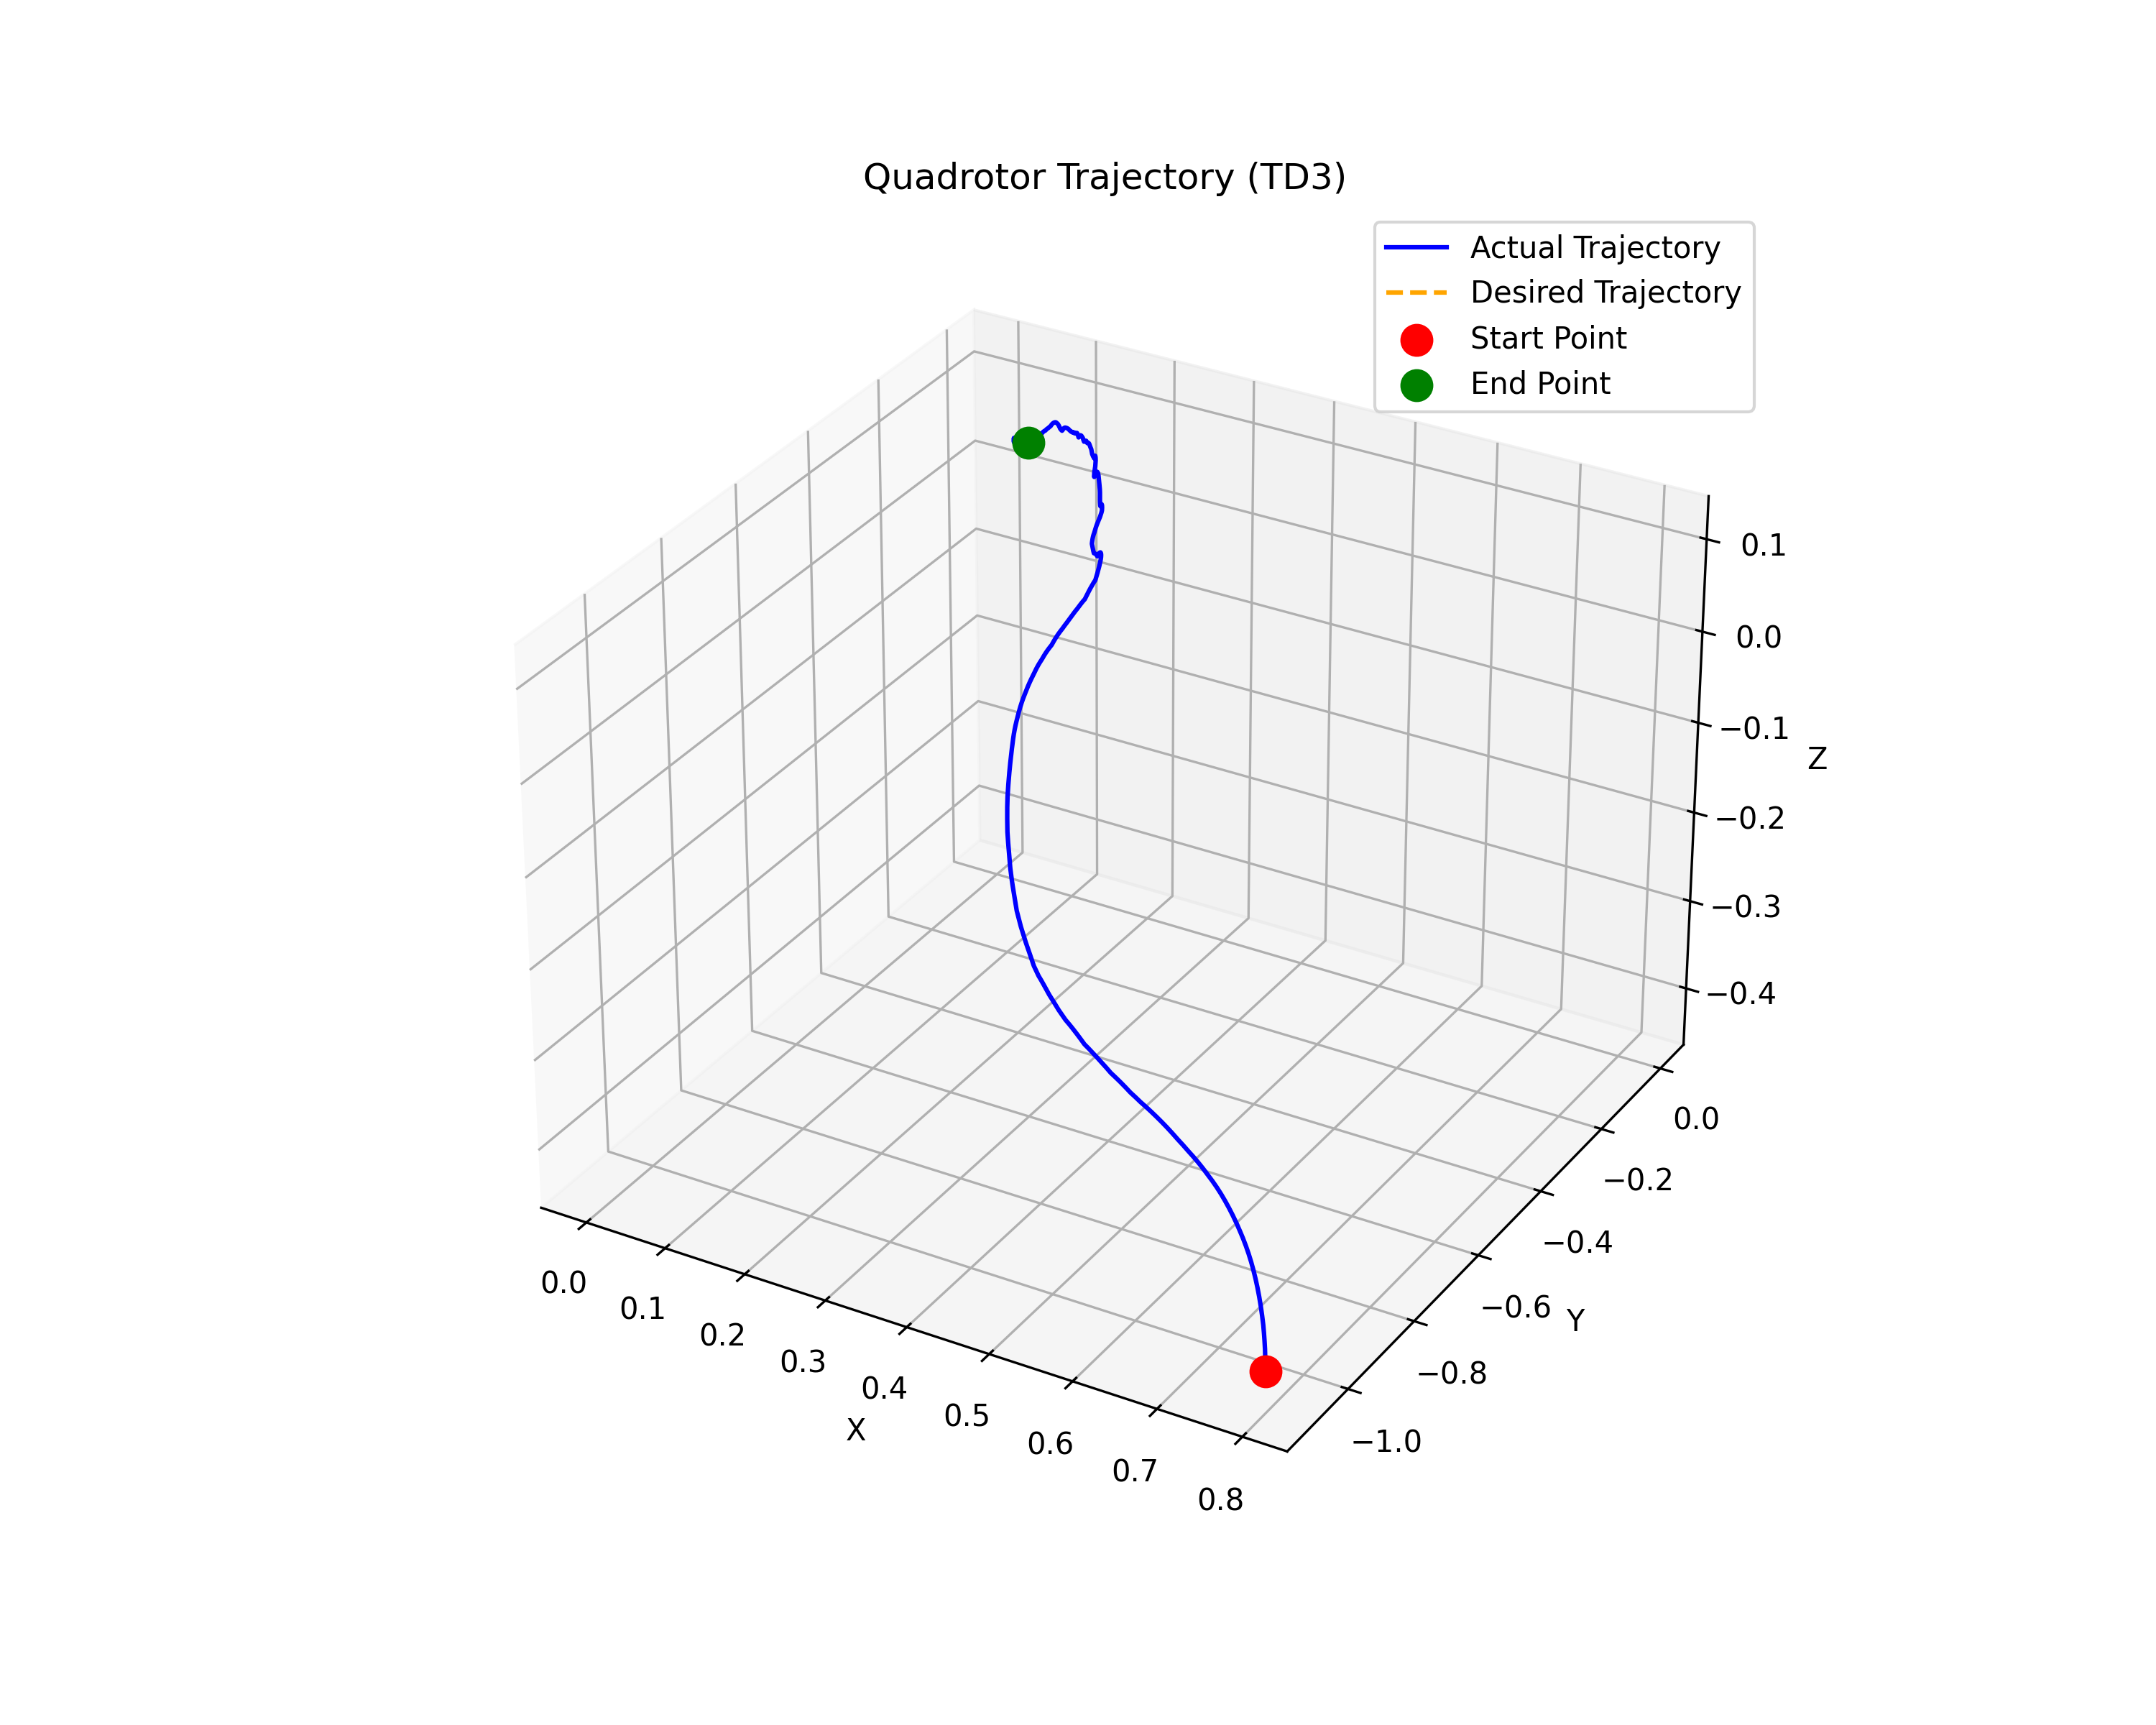 Quadrotor Trajectory (TD3)
Actual Trajectory
Desired Trajectory
Start Point
End Point
0.1
0.0
−0.1
−0.2
−0.3
−0.4
Z
0.0
−0.2
−0.4
−0.6
−0.8
−1.0
Y
0.0
0.1
0.2
0.3
0.4
0.5
0.6
0.7
0.8
X